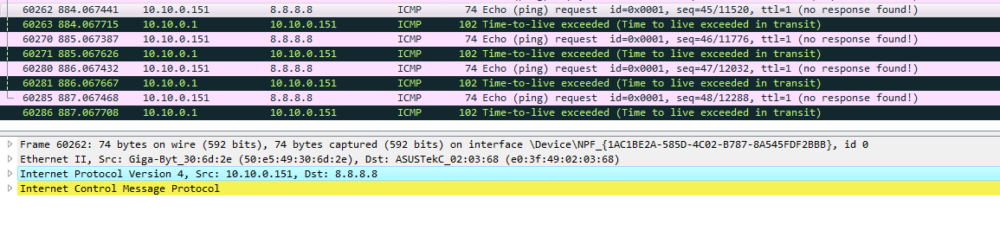 60262 884.067441 10.10.0.151 8.8.8.8 ICMP 74 Echo (ping) request id=0x0001, seq=45/11520, ttl=1 (no response found!)
60263 884.067715 10.10.0.1 10.10.0.151 ICMP 102 Time-to-live exceeded (Time to live exceeded in transit)
60270 885.067387 10.10.0.151 8.8.8.8 ICMP 74 Echo (ping) request id=0x0001, seq=46/11776, ttl=1 (no response found!)
60271 885.067626 10.10.0.1 10.10.0.151 ICMP 102 Time-to-live exceeded (Time to live exceeded in transit)
60280 886.067432 10.10.0.151 8.8.8.8 ICMP 74 Echo (ping) request id=0x0001, seq=47/12032, ttl=1 (no response found!)
60281 886.067667 10.10.0.1 10.10.0.151 ICMP 102 Time-to-live exceeded (Time to live exceeded in transit)
60285 887.067468 10.10.0.151 8.8.8.8 ICMP 74 Echo (ping) request id=0x0001, seq=48/12288, ttl=1 (no response found!)
60286 887.067708 10.10.0.1 10.10.0.151 ICMP 102 Time-to-live exceeded (Time to live exceeded in transit)
Frame 60262: 74 bytes on wire (592 bits), 74 bytes captured (592 bits) on interface \Device\NPF_{1AC1BE2A-585D-4C02-B787-8A545FDF2BBB}, id 0
Ethernet II, Src: Giga-Byt_30:6d:2e (50:e5:49:30:6d:2e), Dst: ASUSTekC_02:03:68 (e0:3f:49:02:03:68)
Internet Protocol Version 4, Src: 10.10.0.151, Dst: 8.8.8.8
Internet Control Message Protocol